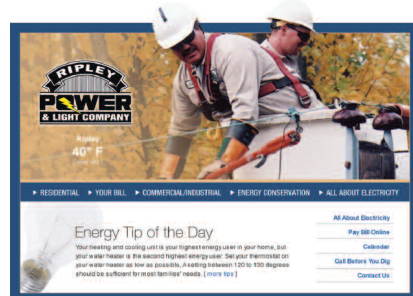 RIPLEY
POWER
& LIGHT COMPANY
Ripley
40° F
RESIDENTIAL
YOUR BILL
COMMERCIAL/INDUSTRIAL
ENERGY CONSERVATION
ALL ABOUT ELECTRICITY
Energy Tip of the Day
Your heating and cooling unit is your highest energy user in your home, but
your water heater is the second highest energy user. Set your thermostat on
your water heater as low as possible. A setting between 120 to 130 degrees
should be sufficient for most families' needs. [ more tips ]
All About Electricity
Pay Bill Online
Calendar
Call Before You Dig
Contact Us